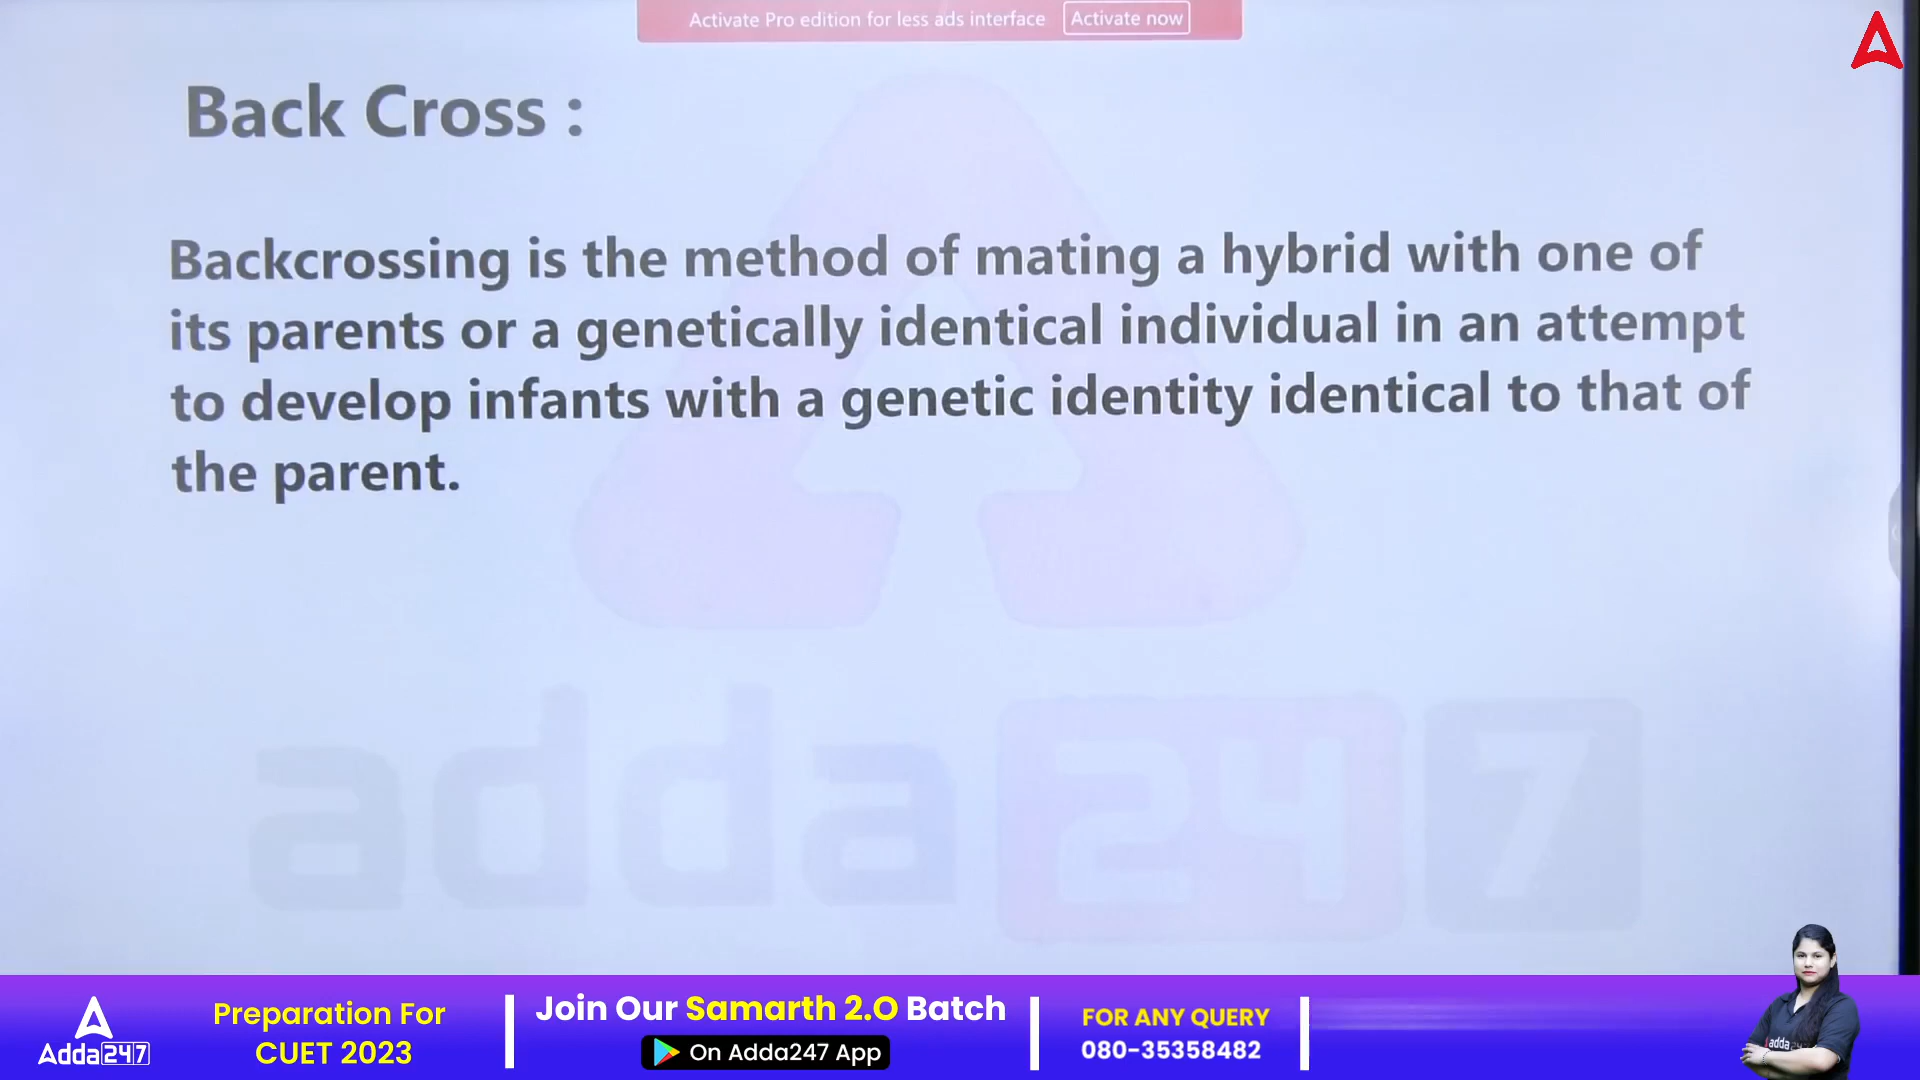 Activate Pro edition for less ads interface Activate now
Back Cross :
Backcrossing is the method of mating a hybrid with one of
its parents or a genetically identical individual in an attempt
to develop infants with a genetic identity identical to that of
the parent.
adda 247
Adda247
Preparation For
CUET 2023
Join Our Samarth 2.O Batch
On Adda247 App
FOR ANY QUERY
080-35358482
adda